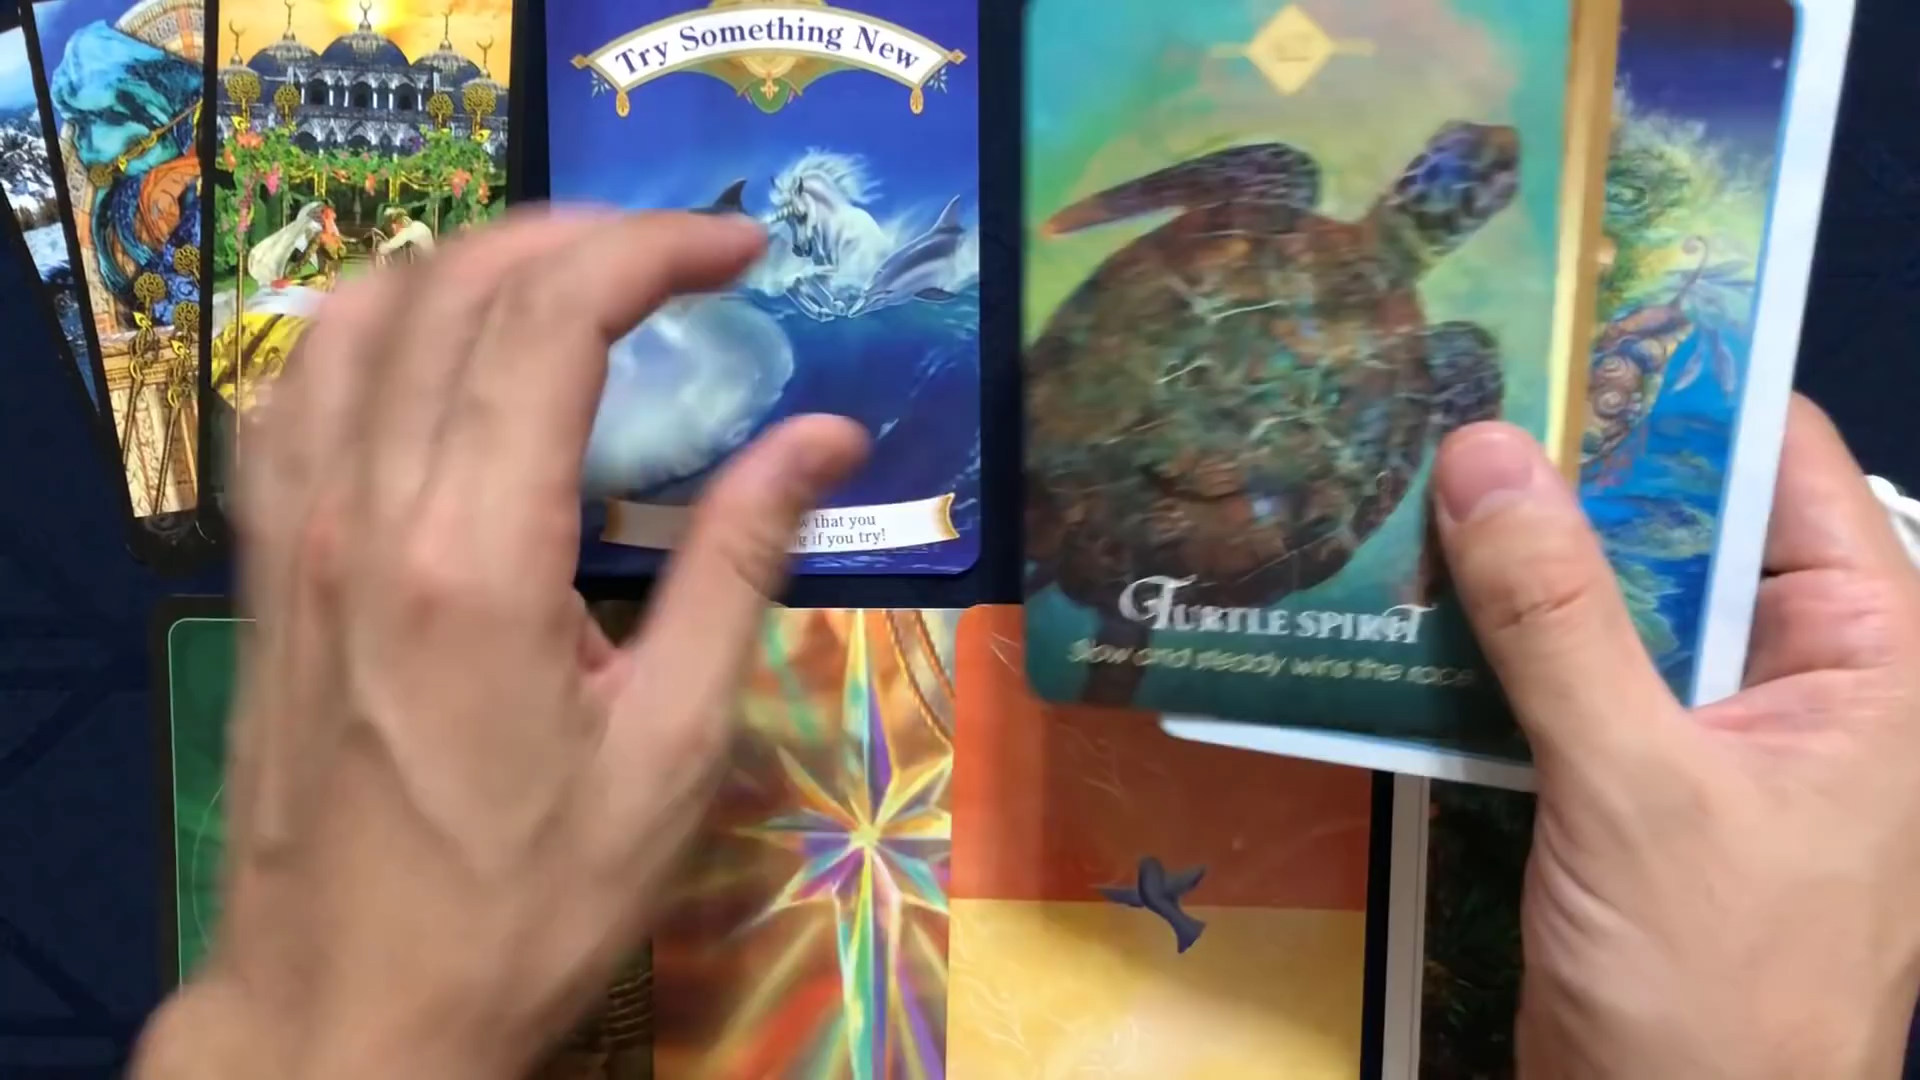 Try Something New
that you
if you try!
TURTLE SPIRIT
Slow and steady wins the race